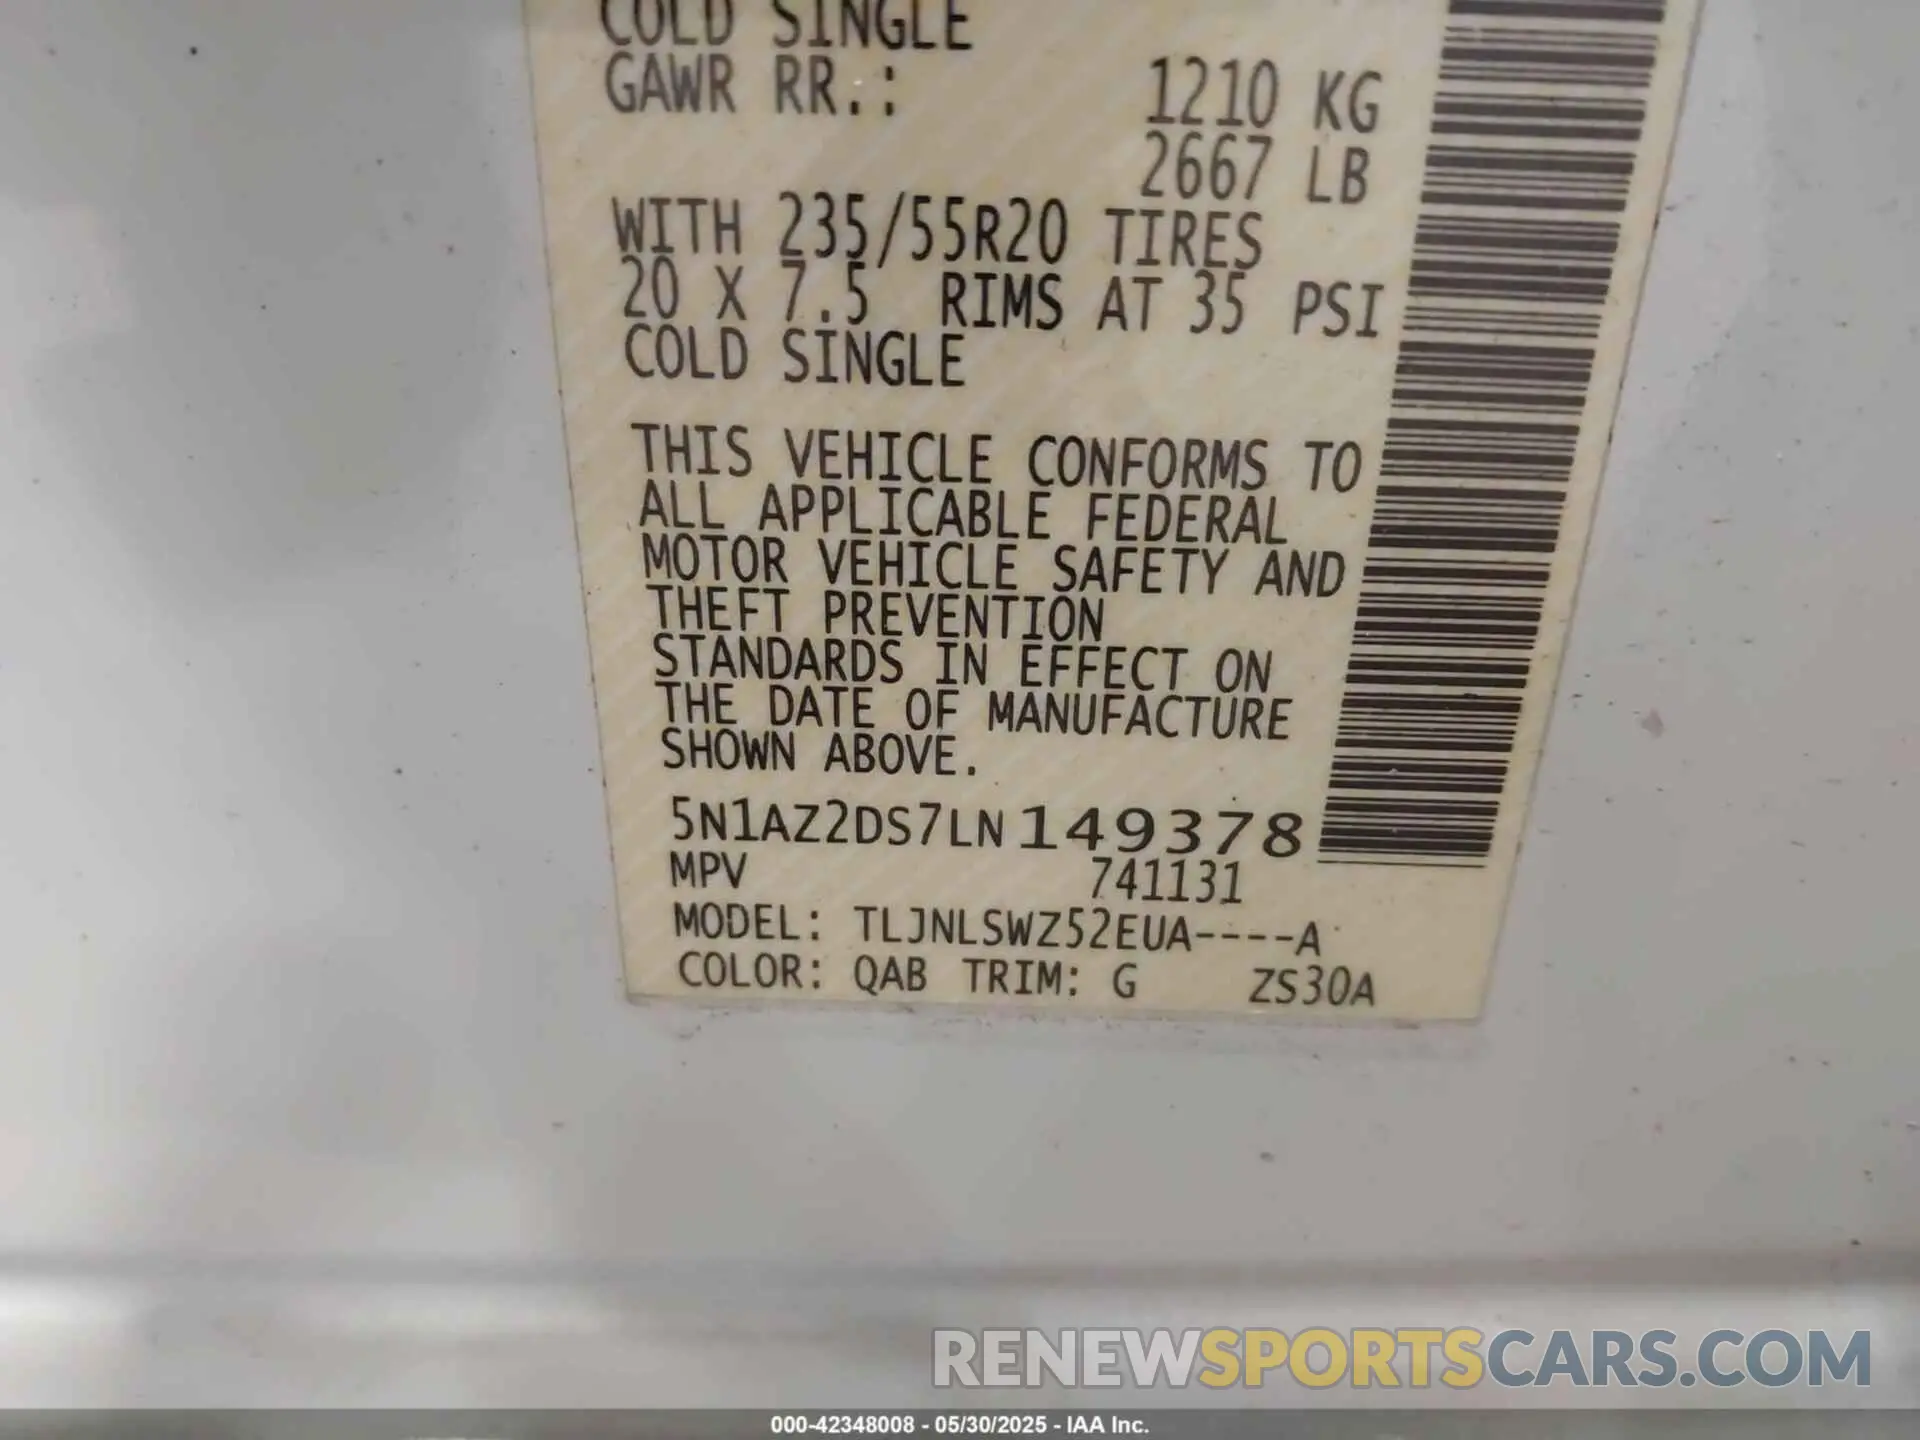 COLD SINGLE
GAWR RR.: 1210 KG
2667 LB
WITH 235/55R20 TIRES
20 X 7.5 RIMS AT 35 PSI
COLD SINGLE
THIS VEHICLE CONFORMS TO
ALL APPLICABLE FEDERAL
MOTOR VEHICLE SAFETY AND
THEFT PREVENTION
STANDARDS IN EFFECT ON
THE DATE OF MANUFACTURE
SHOWN ABOVE.
5N1AZ2DS7LN149378
MPV 741131
MODEL: TLJNLSWZ52EUA----A
COLOR: QAB TRIM: G ZS30A
RENEWSPORTSCARS.COM
000-42348008 - 05/30/2025 - IAA Inc.